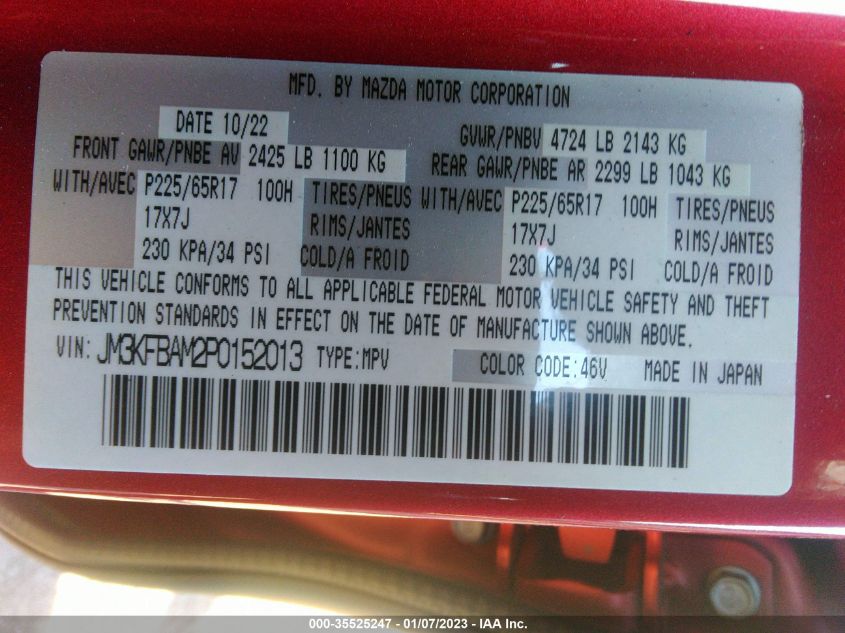 MFD. BY MAZDA MOTOR CORPORATION
DATE 10/22 GVWR/PNBV 4724 LB 2143 KG
FRONT GAWR/PNBE AV 2425 LB 1100 KG REAR GAWR/PNBE AR 2299 LB 1043 KG
WITH/AVEC P225/65R17 100H TIRES/PNEUS WITH/AVEC P225/65R17 100H TIRES/PNEUS
17X7J RIMS/JANTES 17X7J RIMS/JANTES
230 KPA/34 PSI COLD/A FROID 230 KPA/34 PSI COLD/A FROID
THIS VEHICLE CONFORMS TO ALL APPLICABLE FEDERAL MOTOR VEHICLE SAFETY AND THEFT
PREVENTION STANDARDS IN EFFECT ON THE DATE OF MANUFACTURE SHOWN ABOVE.
VIN: JM3KFBAM2P0152013 TYPE:MPV COLOR CODE:46V MADE IN JAPAN
000-35525247 - 01/07/2023 - IAA Inc.